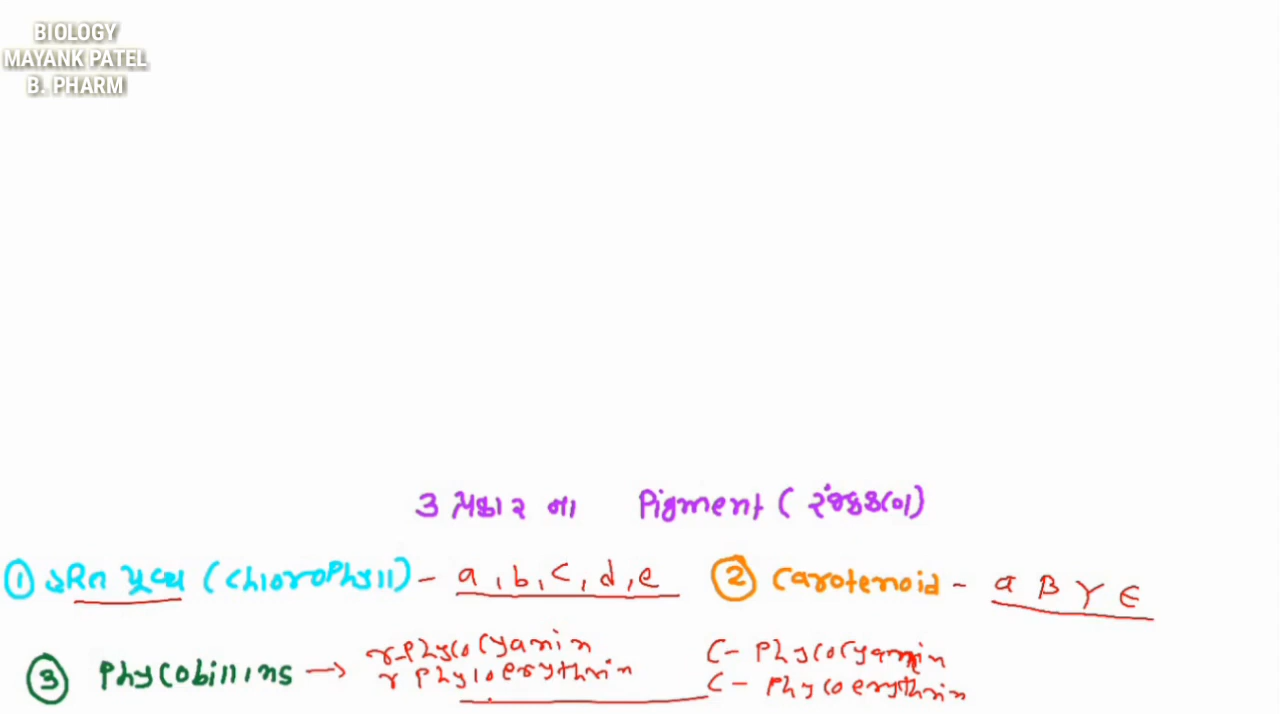 BIOLOGY
MAYANK PATEL
B. PHARM
૩ પ્રકાર ના Pigment ( રંજકકણો)
① હરિત દ્રવ્ય (chlorophyll) - a, b, c, d, e ② Carotenoid - α β γ ε
③ Phycobilins → r-Phycocyanin C- Phycocyanin
r Phycoerythrin C- Phycoerythrin